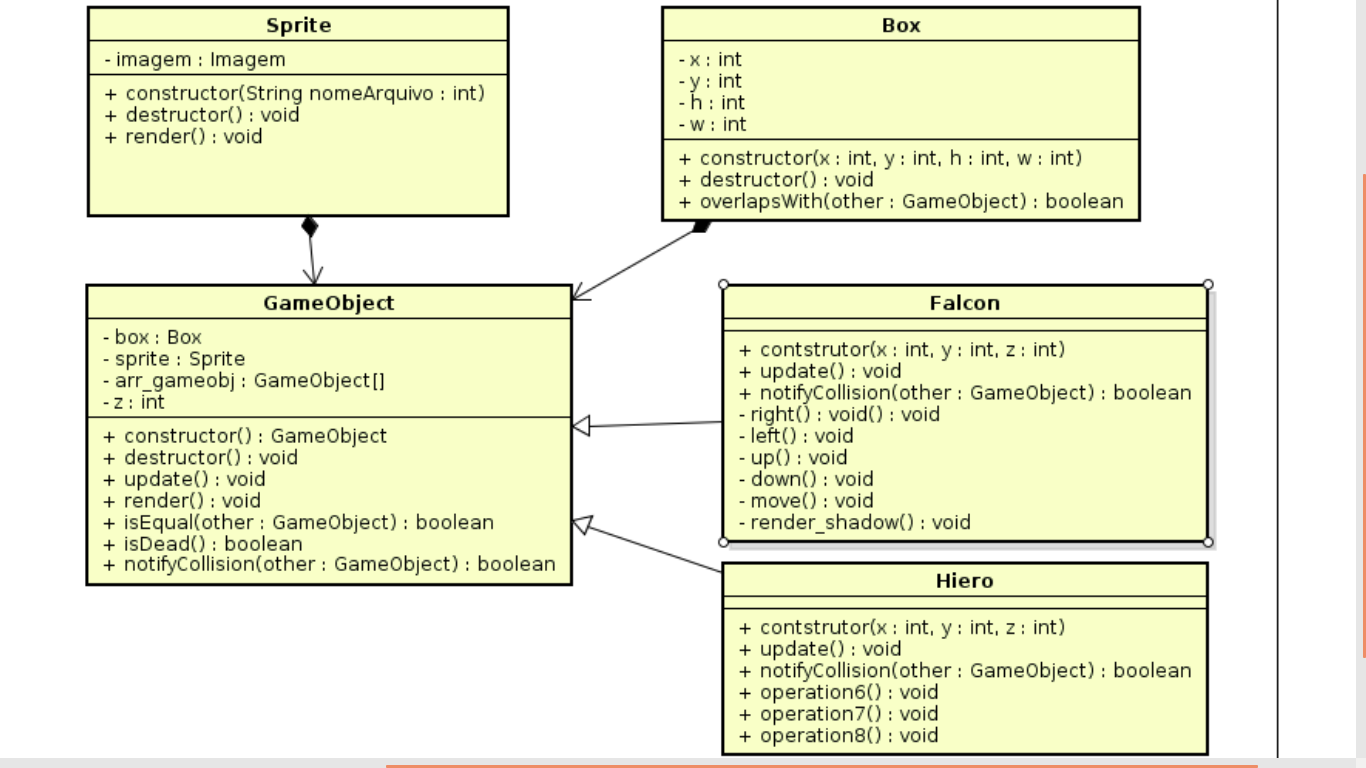 Sprite
- imagem : Imagem
+ constructor(String nomeArquivo : int)
+ destructor() : void
+ render() : void
Box
- x : int
- y : int
- h : int
- w : int
+ constructor(x : int, y : int, h : int, w : int)
+ destructor() : void
+ overlapsWith(other : GameObject) : boolean
GameObject
- box : Box
- sprite : Sprite
- arr_gameobj : GameObject[]
- z : int
+ constructor() : GameObject
+ destructor() : void
+ update() : void
+ render() : void
+ isEqual(other : GameObject) : boolean
+ isDead() : boolean
+ notifyCollision(other : GameObject) : boolean
Falcon
+ contstrutor(x : int, y : int, z : int)
+ update() : void
+ notifyCollision(other : GameObject) : boolean
- right() : void() : void
- left() : void
- up() : void
- down() : void
- move() : void
- render_shadow() : void
Hiero
+ contstrutor(x : int, y : int, z : int)
+ update() : void
+ notifyCollision(other : GameObject) : boolean
+ operation6() : void
+ operation7() : void
+ operation8() : void